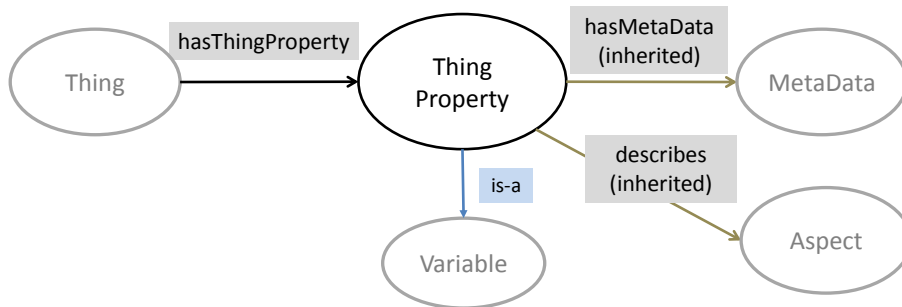 hasThingProperty
hasMetaData
(inherited)
Thing
Thing
Property
MetaData
describes
(inherited)
is-a
Variable
Aspect